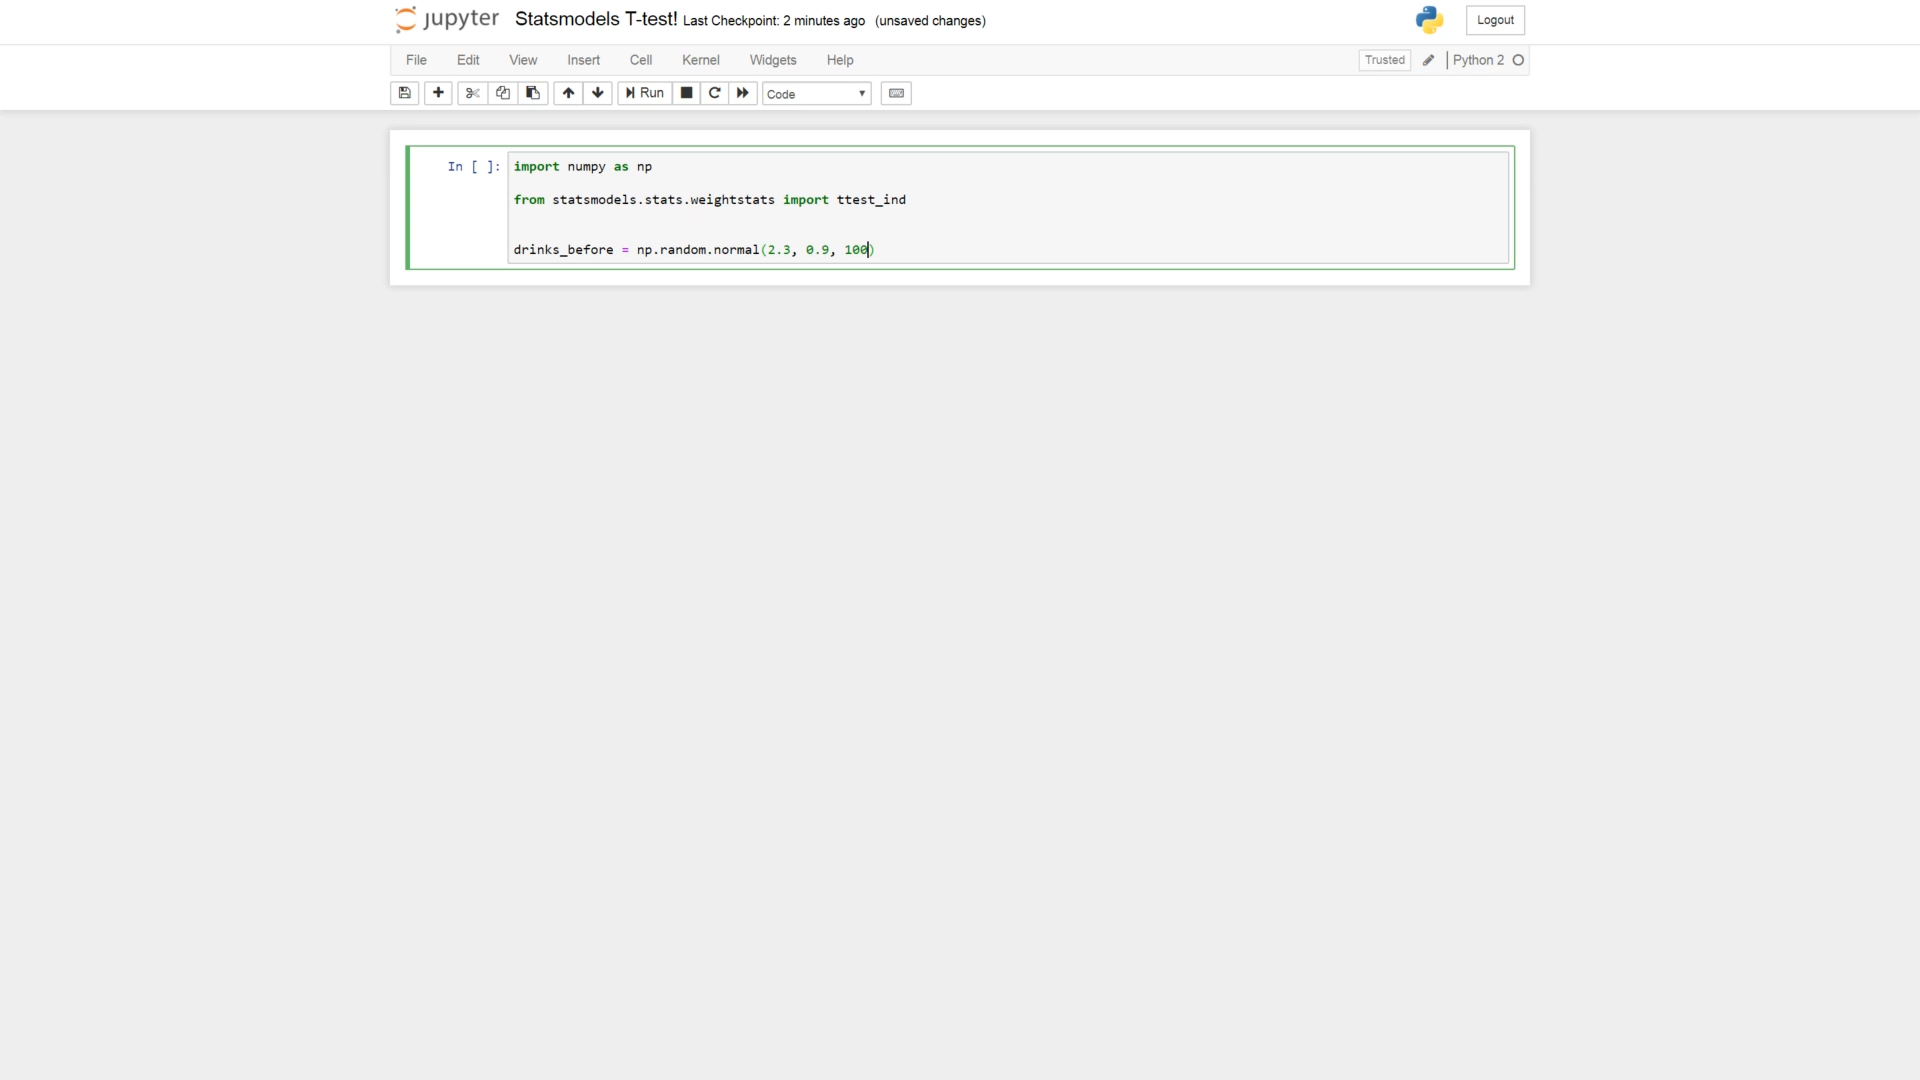 jupyter Statsmodels T-test! Last Checkpoint: 2 minutes ago (unsaved changes) Logout
File Edit View Insert Cell Kernel Widgets Help Trusted Python 2
Run Code
In [ ]: import numpy as np
from statsmodels.stats.weightstats import ttest_ind
drinks_before = np.random.normal(2.3, 0.9, 100)